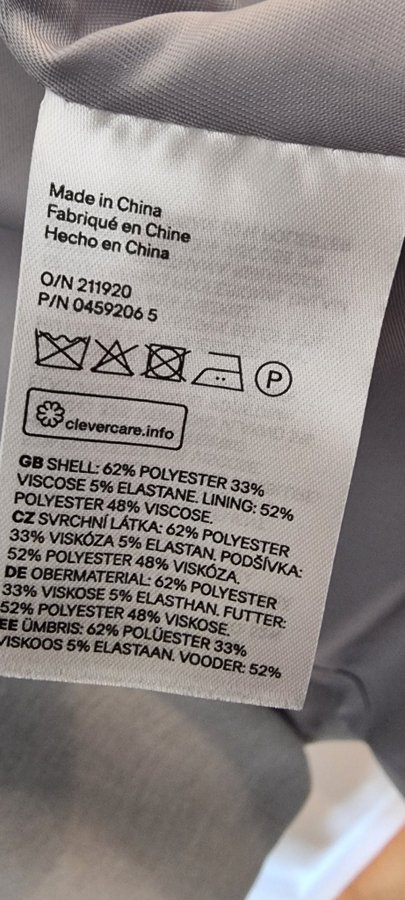 Made in China
Fabriqué en Chine
Hecho en China
O/N 211920
P/N 0459206 5
P
clevercare.info
GB SHELL: 62% POLYESTER 33%
VISCOSE 5% ELASTANE. LINING: 52%
POLYESTER 48% VISCOSE.
CZ SVRCHNÍ LÁTKA: 62% POLYESTER
33% VISKÓZA 5% ELASTAN. PODŠÍVKA:
52% POLYESTER 48% VISKÓZA.
DE OBERMATERIAL: 62% POLYESTER
33% VISKOSE 5% ELASTHAN. FUTTER:
52% POLYESTER 48% VISKOSE.
EE ÜMBRIS: 62% POLÜESTER 33%
VISKOOS 5% ELASTAAN. VOODER: 52%